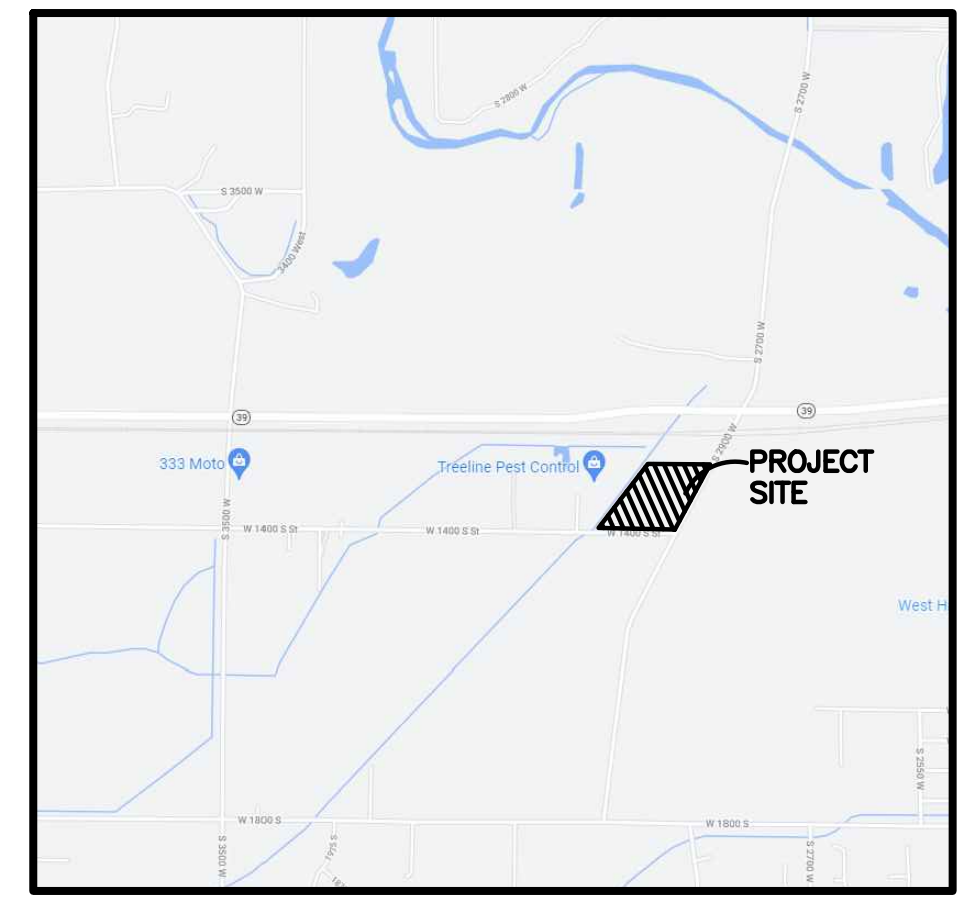 S 2800 W
S 2700 W
S 3500 W
3400 West
S 2700 W
39
39
S 2900 W
333 Moto
Treeline Pest Control
PROJECT
SITE
S 3500 W
W 1400 S St
W 1400 S St
W 1400 S St
West H
S 2550 W
W 1800 S
W 1800 S
S 3500 W
1975 S
S 2700 W